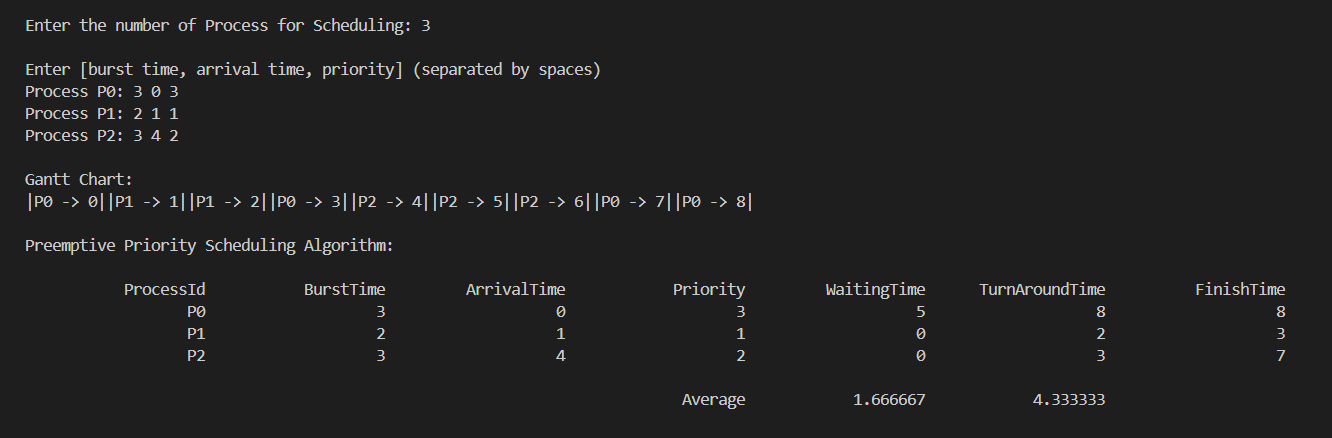 Enter the number of Process for Scheduling: 3
Enter [burst time, arrival time, priority] (separated by spaces)
Process P0: 3 0 3
Process P1: 2 1 1
Process P2: 3 4 2
Gantt Chart:
|P0 -> 0||P1 -> 1||P1 -> 2||P0 -> 3||P2 -> 4||P2 -> 5||P2 -> 6||P0 -> 7||P0 -> 8|
Preemptive Priority Scheduling Algorithm:
ProcessId BurstTime ArrivalTime Priority WaitingTime TurnAroundTime FinishTime
P0 3 0 3 5 8 8
P1 2 1 1 0 2 3
P2 3 4 2 0 3 7
Average 1.666667 4.333333